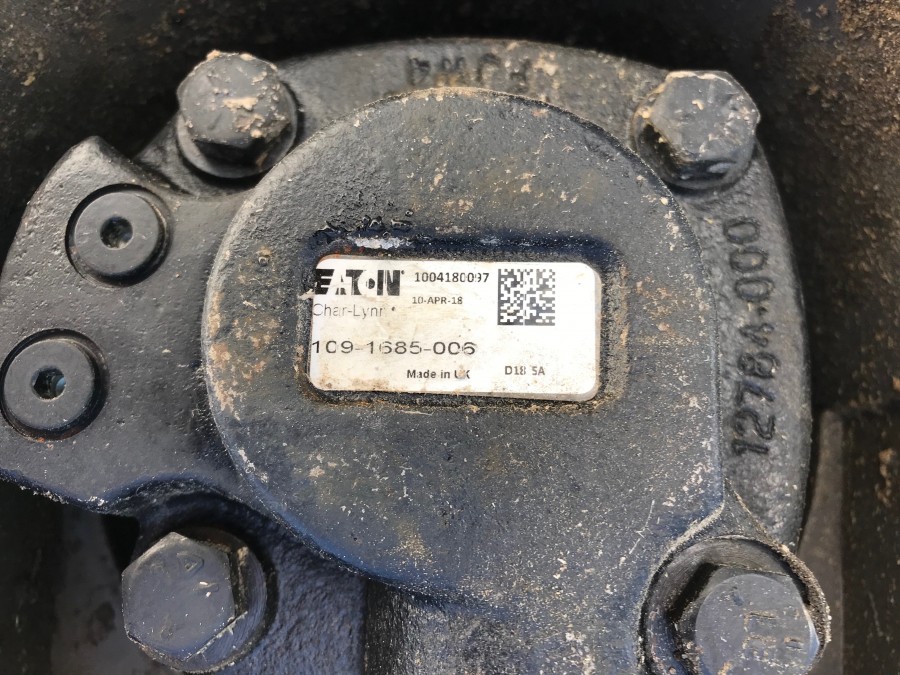 EATON
1004180097
10-APR-18
Char-Lynn
109-1685-006
Made in UK
D18 5A
12784-000